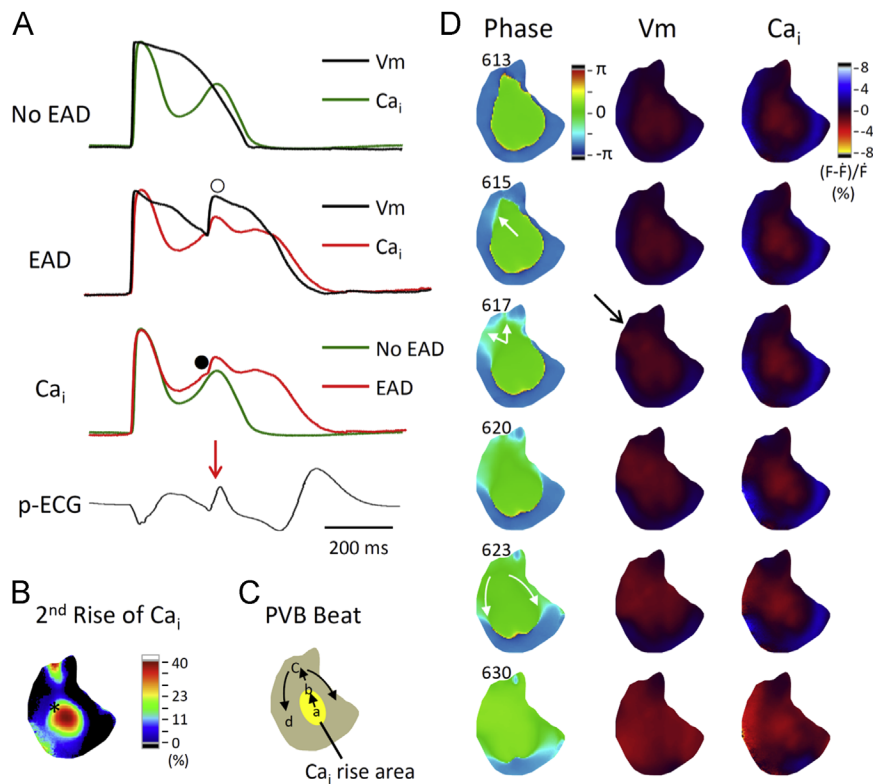 A
No EAD
Vm
Cai
EAD
Vm
Cai
Cai
No EAD
EAD
p-ECG
200 ms
B
2nd Rise of Cai
*
40
23
11
0
(%)
C
PVB Beat
C
b
a
d
Cai rise area
D
Phase
Vm
Cai
613
π
0
-π
8
4
0
-4
-8
(F-Ḟ)/Ḟ
(%)
615
617
620
623
630